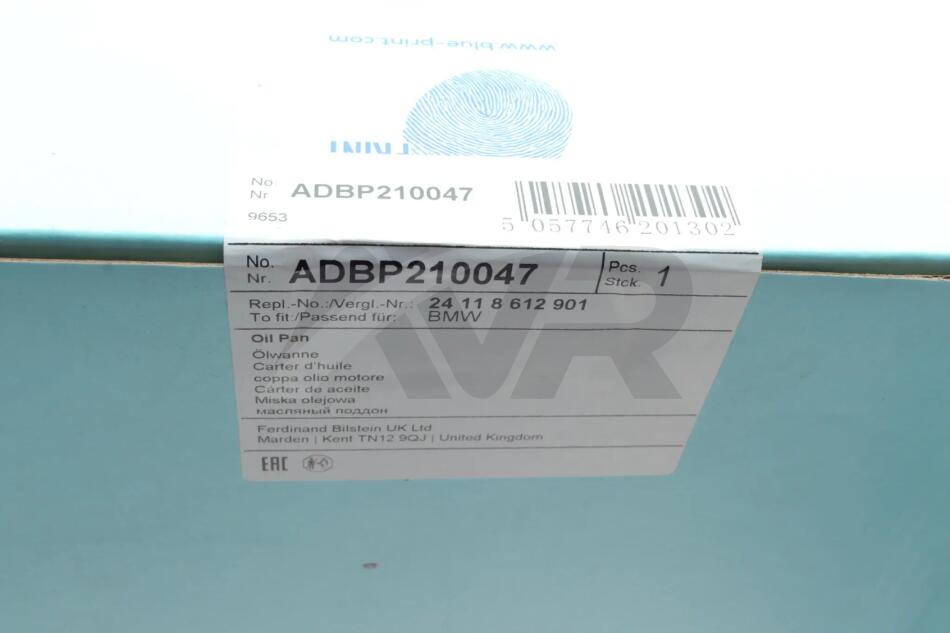 www.blue-print.com
No.
Nr
ADBP210047
9653
5 057746 201302
No.
Nr.
ADBP210047
Pcs.
Stck.
1
Repl.-No.:/Vergl.-Nr.: 24 11 8 612 901
To fit:/Passend für: BMW
Oil Pan
Ölwanne
Carter d'huile
coppa olio motore
Cárter de aceite
Miska olejowa
масляный поддон
Ferdinand Bilstein UK Ltd
Marden | Kent TN12 9QJ | United Kingdom
EAC